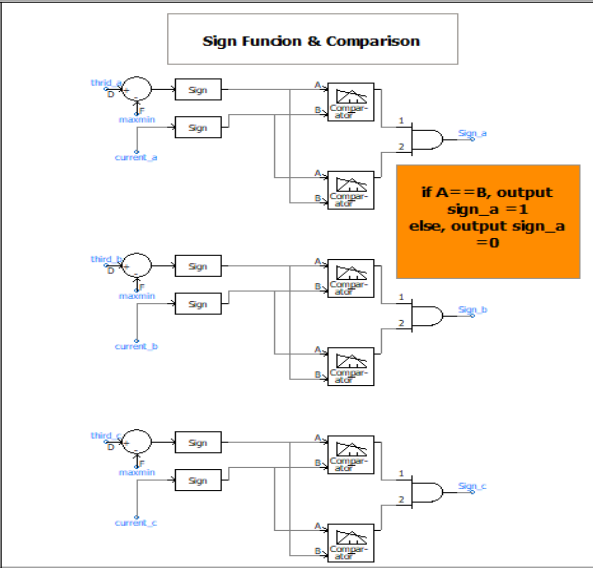 Sign Funcion & Comparison
thrid_a
+
D
-
F
maxmin
Sign
Sign
current_a
A
B
Compar-
ator
A
B
Compar-
ator
1
2
Sign_a
if A==B, output
sign_a =1
else, output sign_a
=0
third_b
+
D
-
F
maxmin
Sign
Sign
current_b
A
B
Compar-
ator
A
B
Compar-
ator
1
2
Sign_b
third_c
+
D
-
F
maxmin
Sign
Sign
current_c
A
B
Compar-
ator
A
B
Compar-
ator
1
2
Sign_c